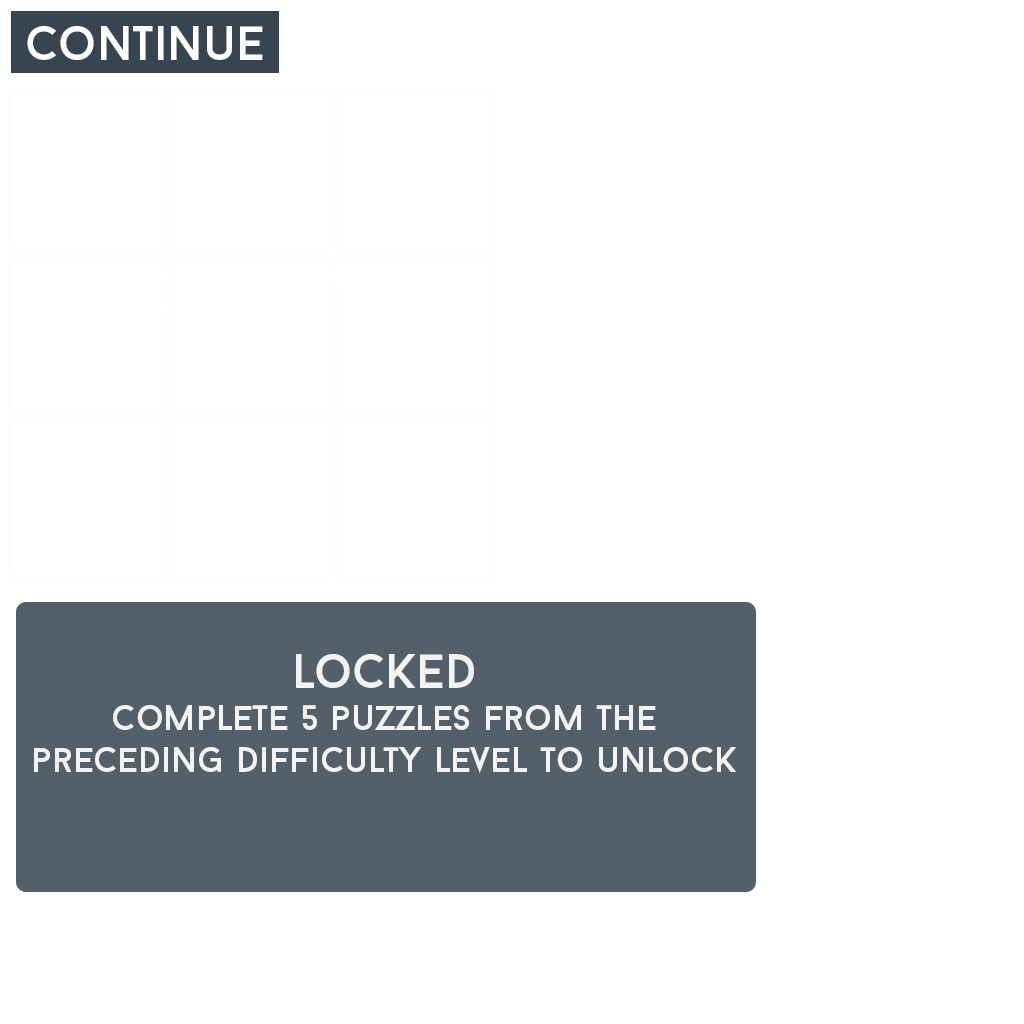 CONTINUE
LOCKED
COMPLETE 5 PUZZLES FROM THE
PRECEDING DIFFICULTY LEVEL TO UNLOCK